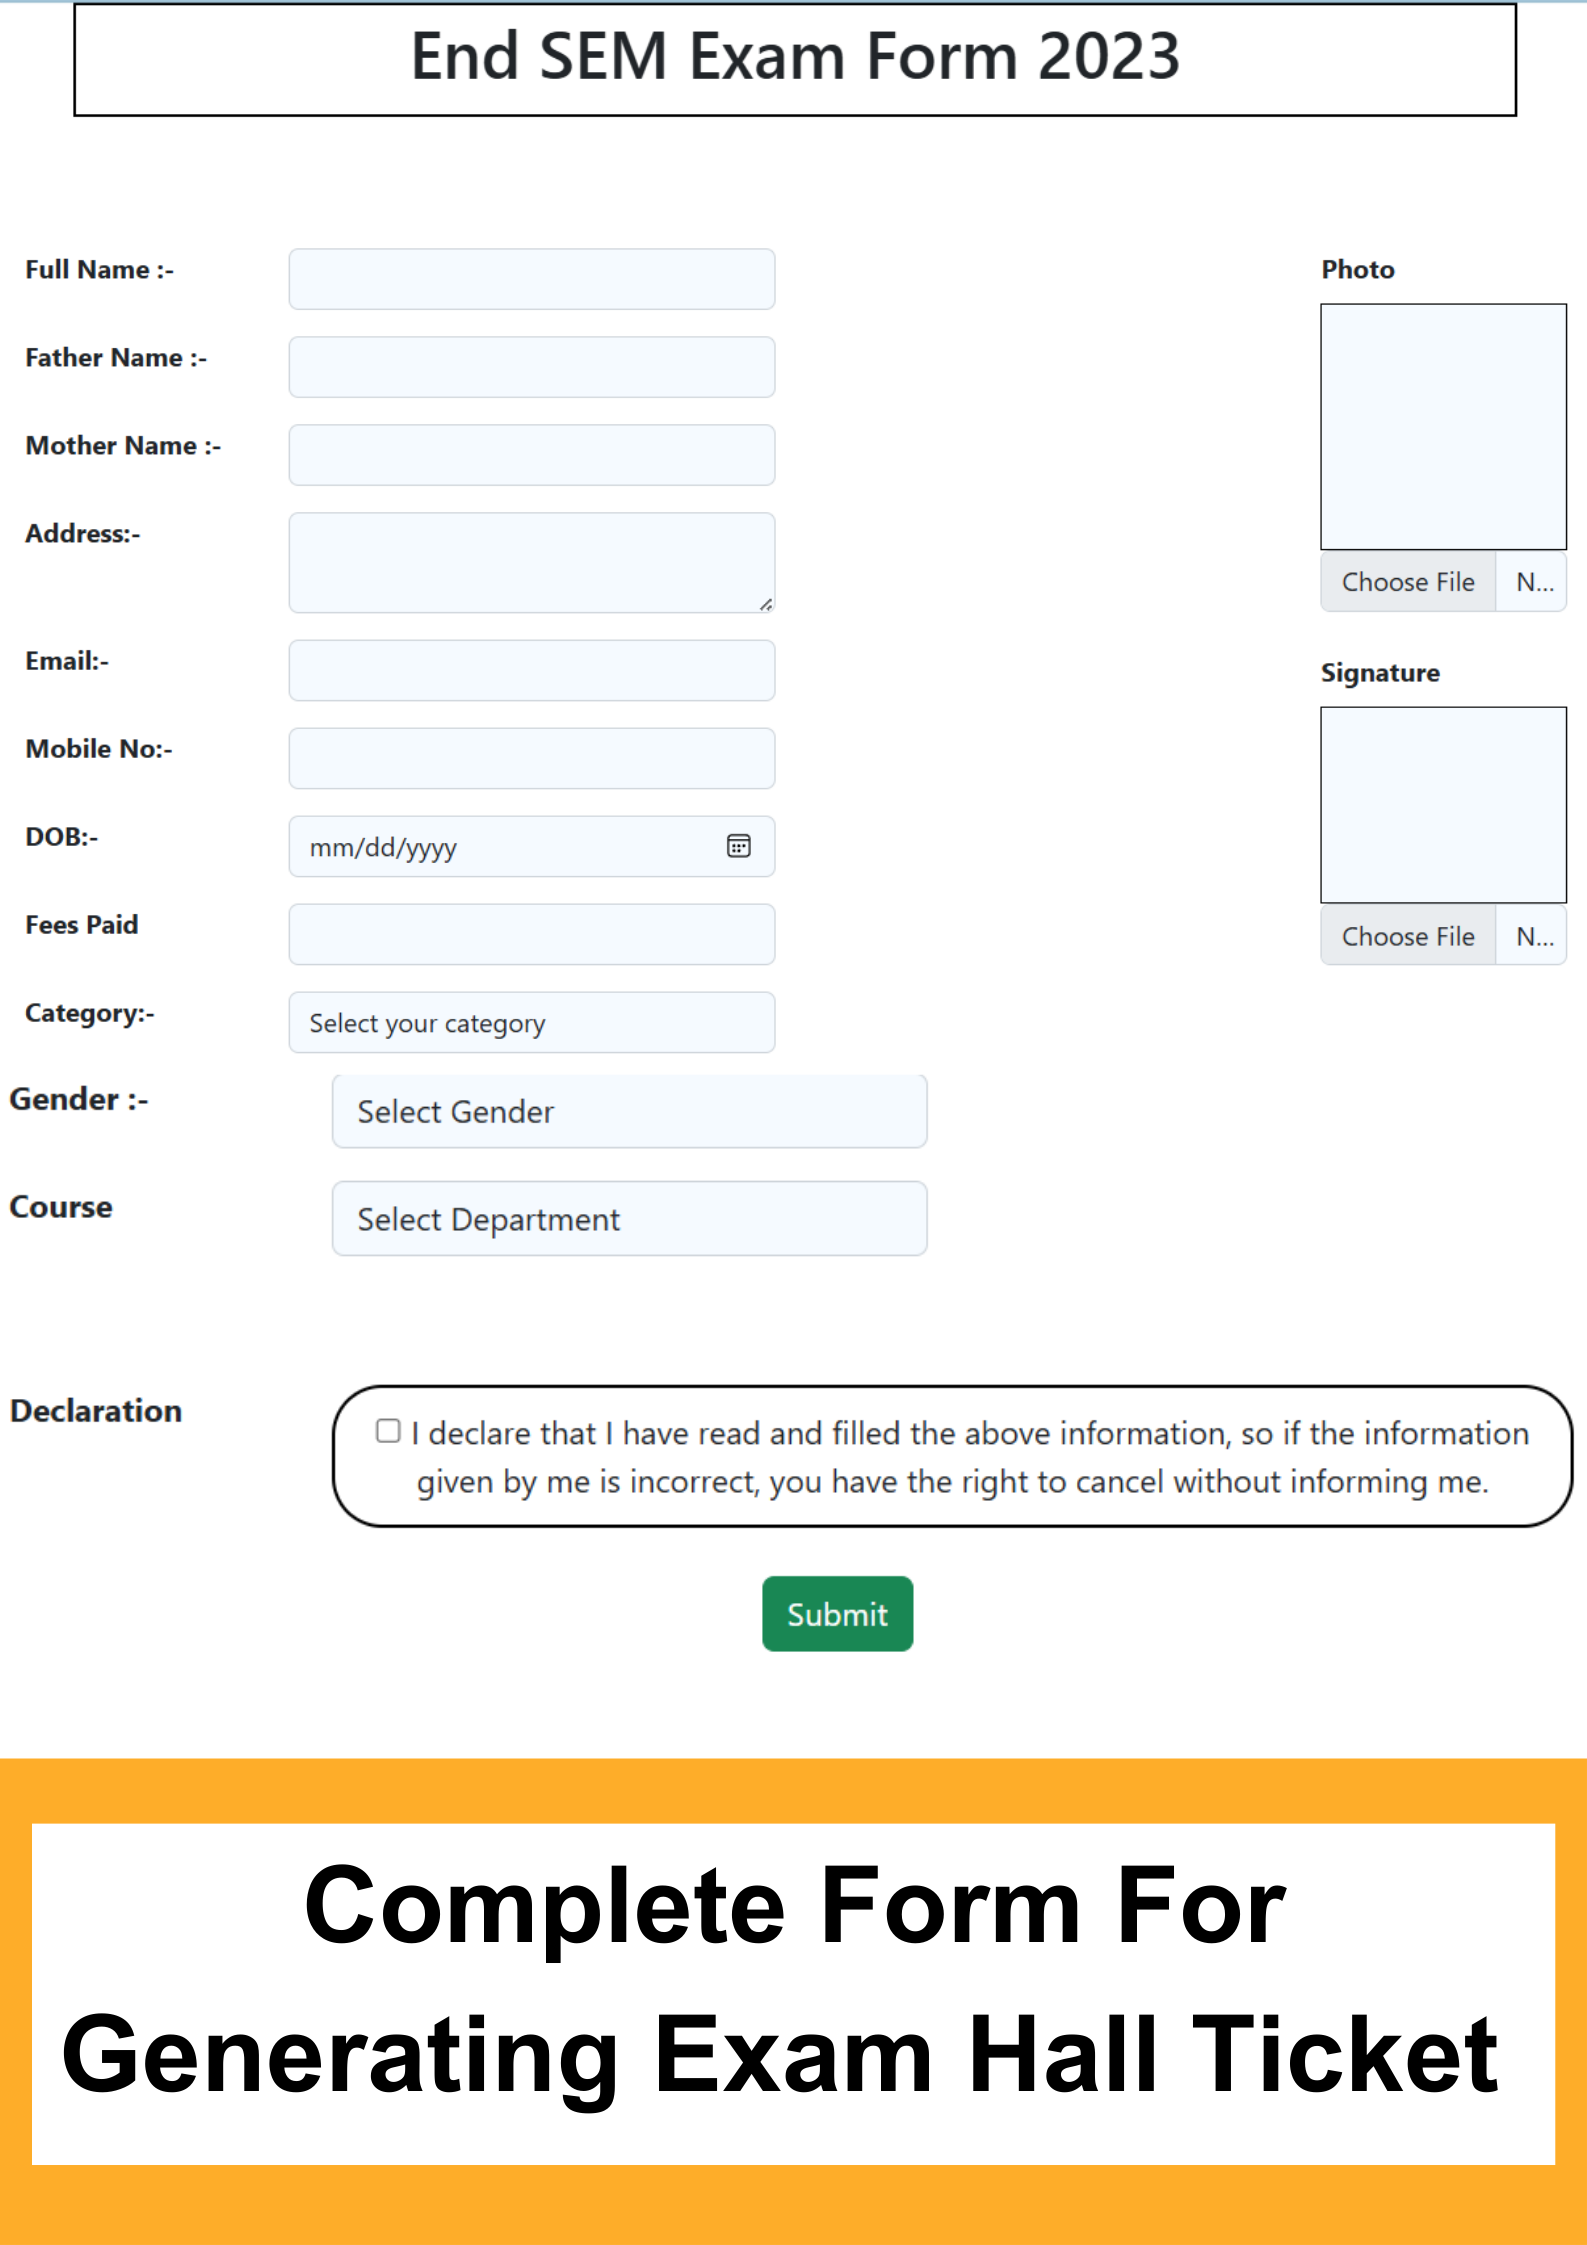 End SEM Exam Form 2023
Full Name :-
Father Name :-
Mother Name :-
Address:-
Email:-
Mobile No:-
DOB:-
mm/dd/yyyy
Fees Paid
Category:-
Select your category
Photo
Choose File
N...
Signature
Choose File
N...
Gender :-
Select Gender
Course
Select Department
Declaration
I declare that I have read and filled the above information, so if the information
given by me is incorrect, you have the right to cancel without informing me.
Submit
Complete Form For
Generating Exam Hall Ticket